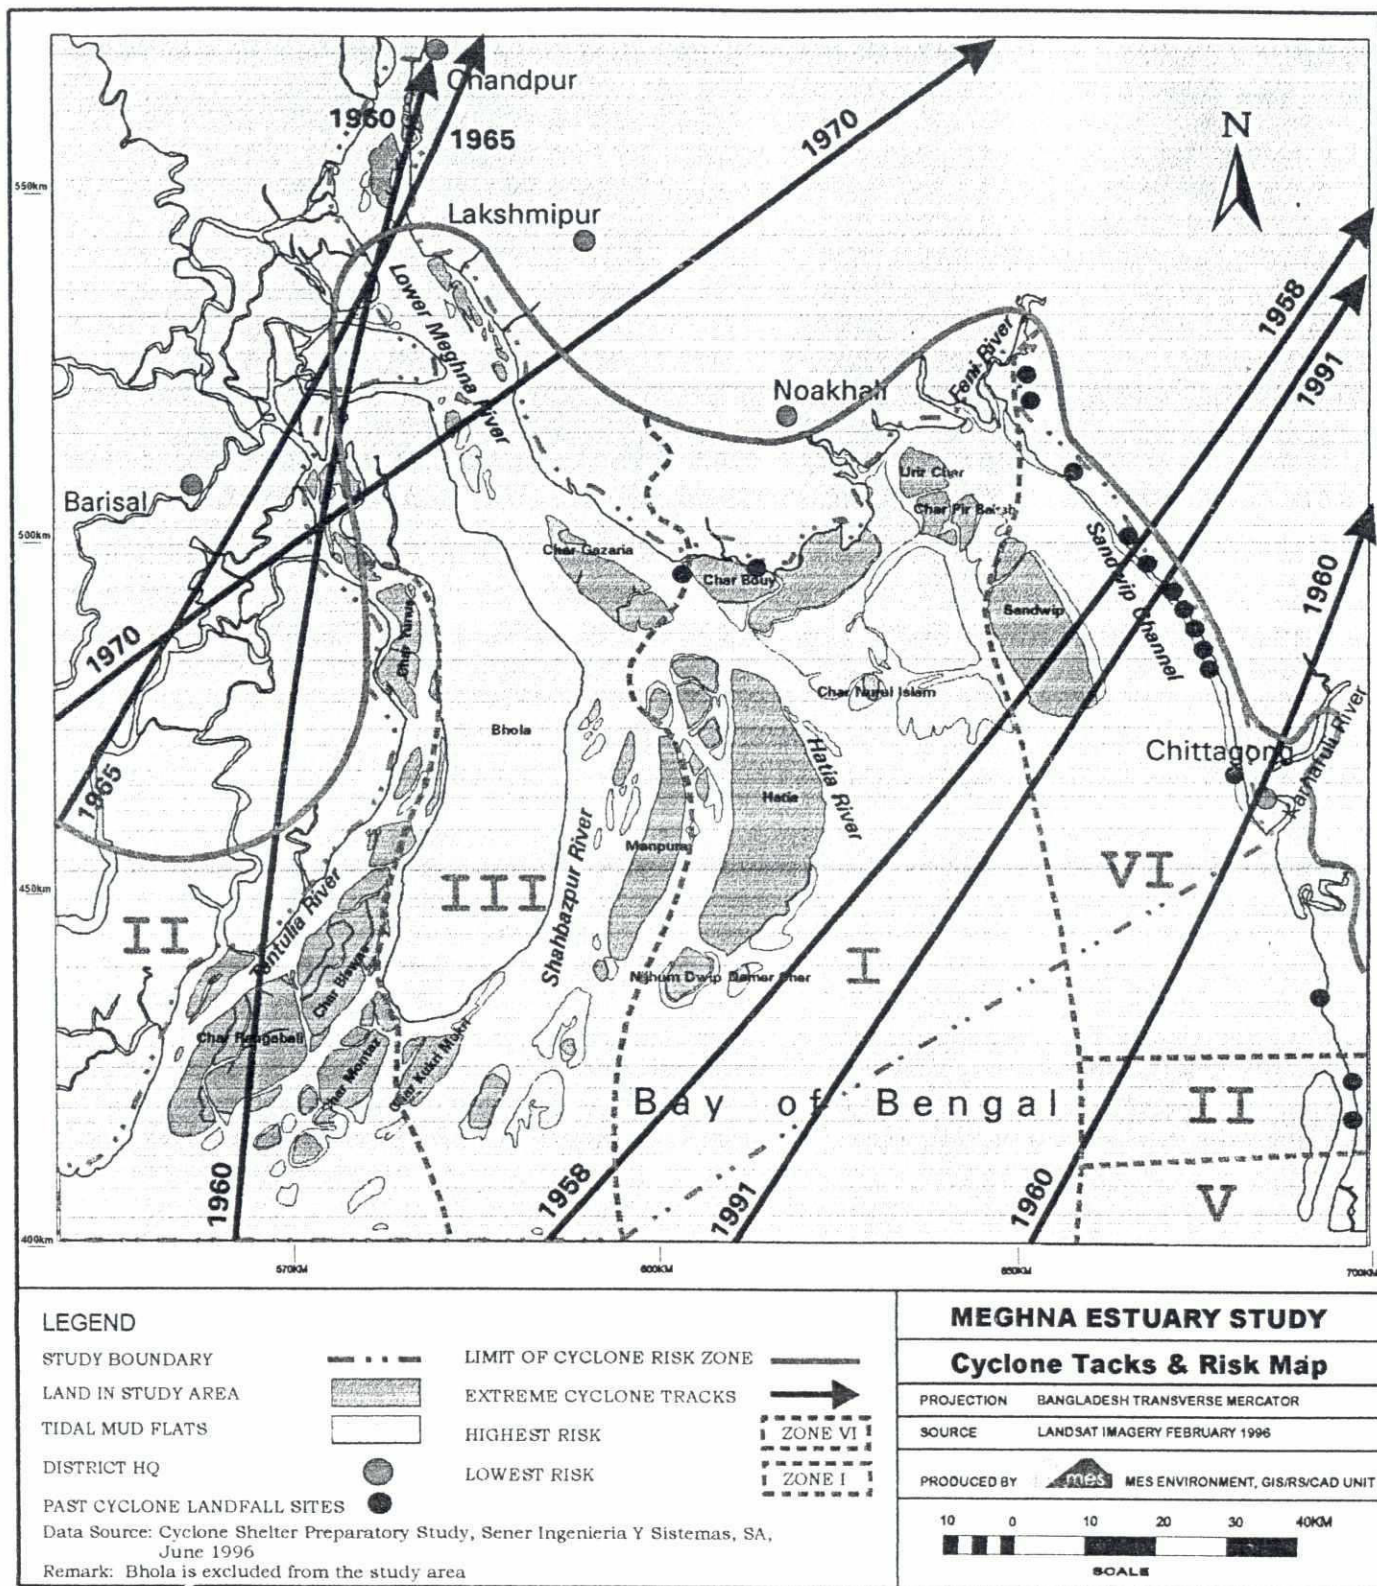 Chandpur
1960
1965
1970
N
550km
Lakshmipur
Lower Meghna River
1958
1991
Feni River
Noakhali
Barisal
Urir Char
Char Pir Baksh
500km
Char Gazaria
Char Bouy
Sandwip
Sandwip Channel
1960
1970
Bhola
Char Nurul Islam
Hatia River
Chittagong
Karnafuli River
1965
Hatia
Manpura
Shahbazpur River
450km
II
III
VI
Tentulia River
Char Biswas
I
Nijhum Dwip Damar Char
Char Rangabali
Char Montaz
Char Kukri Mukri
Bay of Bengal
II
1960
1958
1991
1960
V
400km
570KM
600KM
650KM
700KM
LEGEND
STUDY BOUNDARY
LAND IN STUDY AREA
TIDAL MUD FLATS
DISTRICT HQ
PAST CYCLONE LANDFALL SITES
LIMIT OF CYCLONE RISK ZONE
EXTREME CYCLONE TRACKS
HIGHEST RISK
ZONE VI
LOWEST RISK
ZONE I
Data Source: Cyclone Shelter Preparatory Study, Sener Ingenieria Y Sistemas, SA,
June 1996
Remark: Bhola is excluded from the study area
MEGHNA ESTUARY STUDY
Cyclone Tacks & Risk Map
PROJECTION BANGLADESH TRANSVERSE MERCATOR
SOURCE LANDSAT IMAGERY FEBRUARY 1996
PRODUCED BY mes MES ENVIRONMENT, GIS/RS/CAD UNIT
10 0 10 20 30 40KM
SCALE